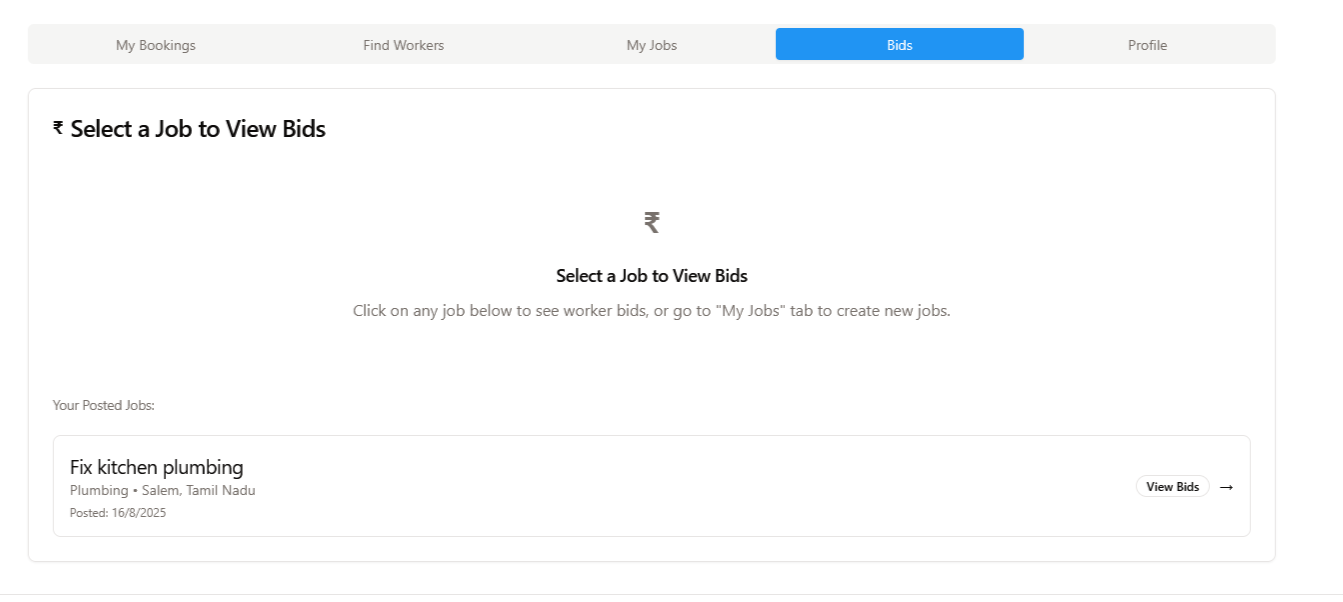 My Bookings
Find Workers
My Jobs
Bids
Profile
₹ Select a Job to View Bids
₹
Select a Job to View Bids
Click on any job below to see worker bids, or go to "My Jobs" tab to create new jobs.
Your Posted Jobs:
Fix kitchen plumbing
Plumbing • Salem, Tamil Nadu
Posted: 16/8/2025
View Bids →